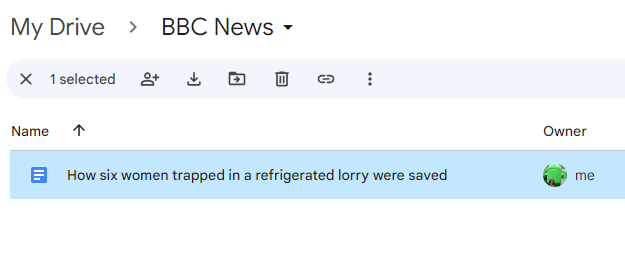 My Drive > BBC News
1 selected
Name Owner
How six women trapped in a refrigerated lorry were saved me